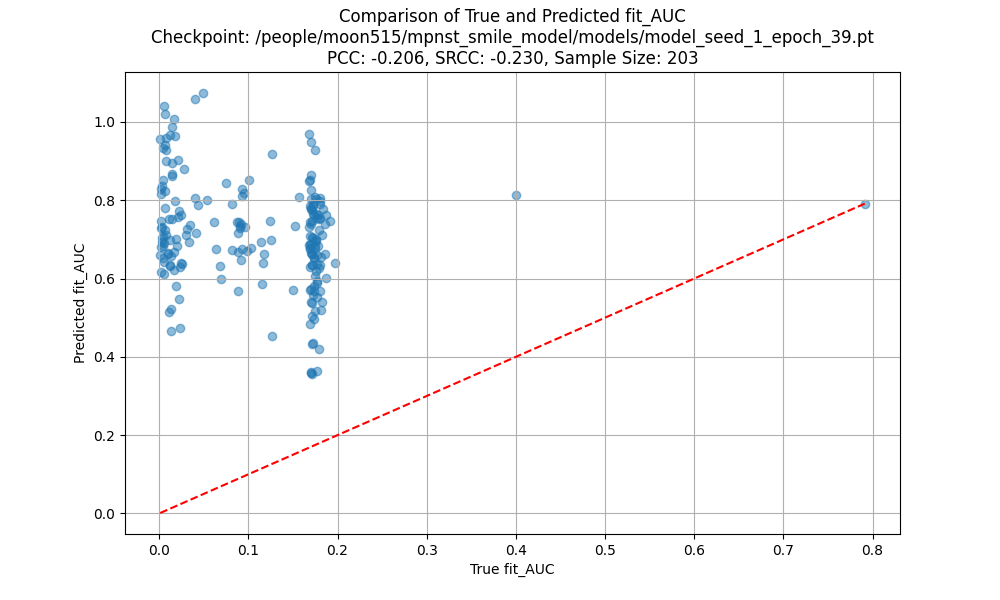 Comparison of True and Predicted fit_AUC
Checkpoint: /people/moon515/mpnst_smile_model/models/model_seed_1_epoch_39.pt
PCC: -0.206, SRCC: -0.230, Sample Size: 203
Predicted fit_AUC
1.0
0.8
0.6
0.4
0.2
0.0
0.0 0.1 0.2 0.3 0.4 0.5 0.6 0.7 0.8
True fit_AUC